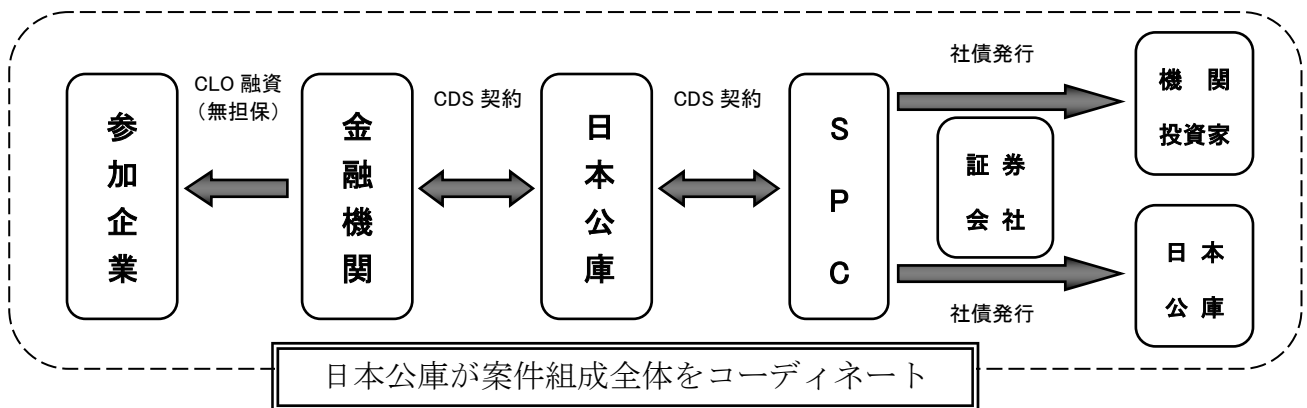 参加企業
CLO 融資
（無担保）
金融機関
CDS 契約
日本公庫
CDS 契約
SPC
社債発行
証券
会社
社債発行
機関
投資家
日本
公庫
日本公庫が案件組成全体をコーディネート